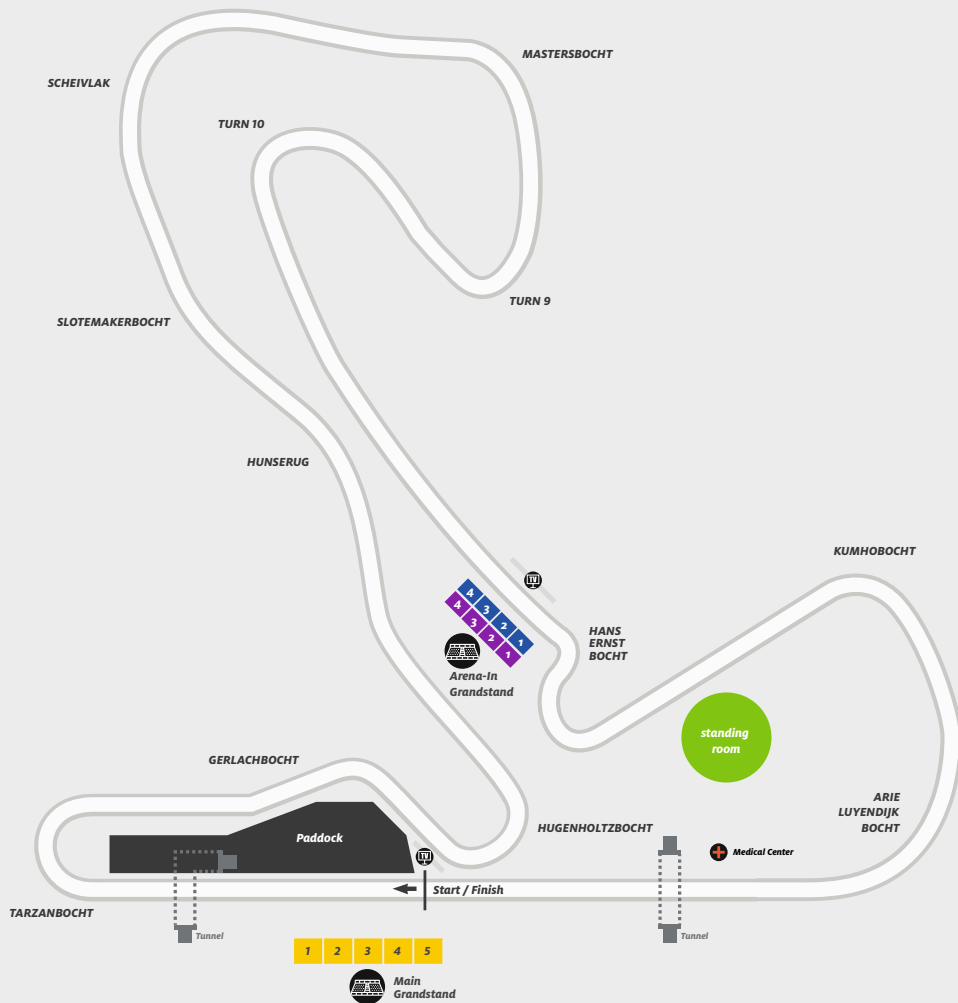 MASTERSBOCHT
SCHEIVLAK
TURN 10
TURN 9
SLOTEMAKERBOCHT
HUNSERUG
KUMHOBOCHT
TV
4
3
2
1
4
3
2
1
HANS
ERNST
BOCHT
Arena-In
Grandstand
standing
room
GERLACHBOCHT
ARIE
LUYENDIJK
BOCHT
HUGENHOLTZBOCHT
Paddock
TV
Medical Center
Start / Finish
TARZANBOCHT
Tunnel
Tunnel
1 2 3 4 5
Main
Grandstand